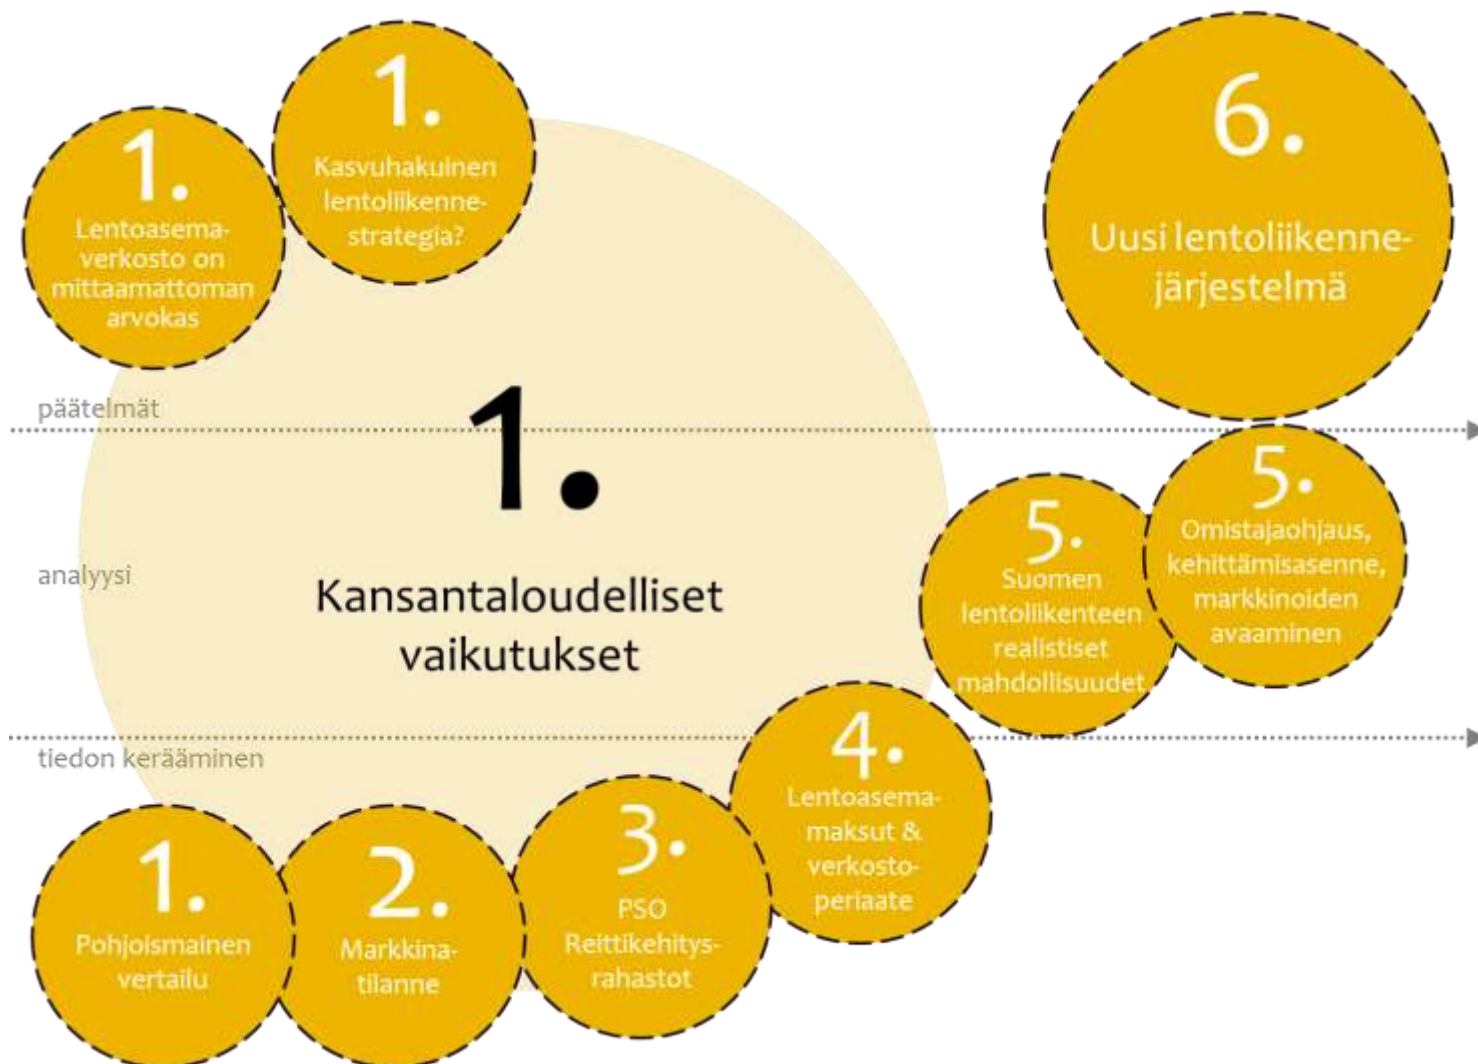 1.
Lentoasema-
verkosto on
mittaamattoman
arvokas
1.
Kasvuhakuinen
lentoliikenne-
strategia?
6.
Uusi lentoliikenne-
järjestelmä
päätelmät
1.
Kansantaloudelliset
vaikutukset
analyysi
5.
Suomen
lentoliikenteen
realistiset
mahdollisuudet
5.
Omistajaohjaus,
kehittämisasenne,
markkinoiden
avaaminen
tiedon kerääminen
1.
Pohjoismainen
vertailu
2.
Markkina-
tilanne
3.
PSO
Reittikehitys-
rahastot
4.
Lentoasema-
maksut &
verkosto-
periaate